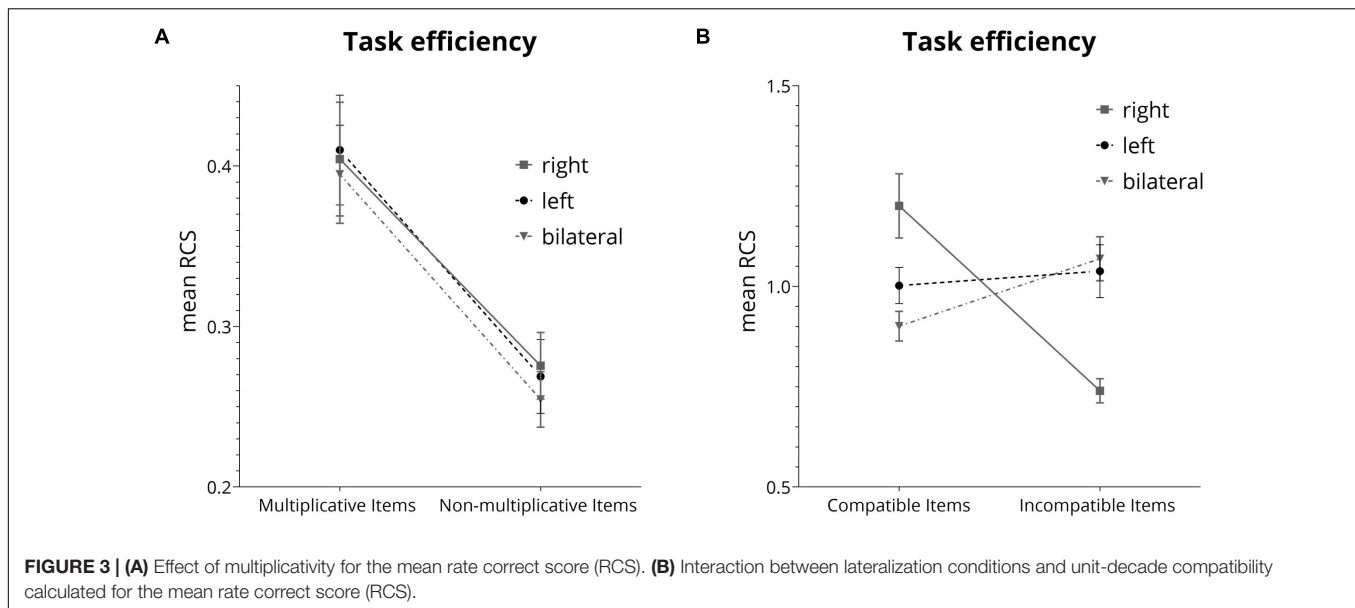 A
Task efficiency
mean RCS
0.4
0.3
0.2
right
left
bilateral
Multiplicative Items
Non-multiplicative Items
B
Task efficiency
mean RCS
1.5
1.0
0.5
right
left
bilateral
Compatible Items
Incompatible Items
FIGURE 3 | (A) Effect of multiplicativity for the mean rate correct score (RCS). (B) Interaction between lateralization conditions and unit-decade compatibility
calculated for the mean rate correct score (RCS).